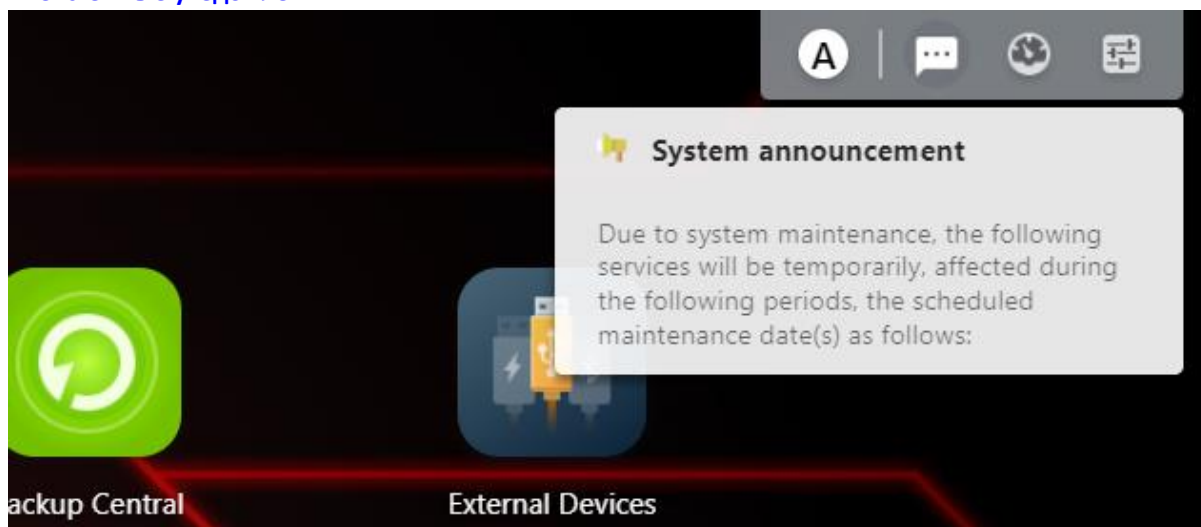 A
System announcement
Due to system maintenance, the following
services will be temporarily, affected during
the following periods, the scheduled
maintenance date(s) as follows:
ackup Central
External Devices